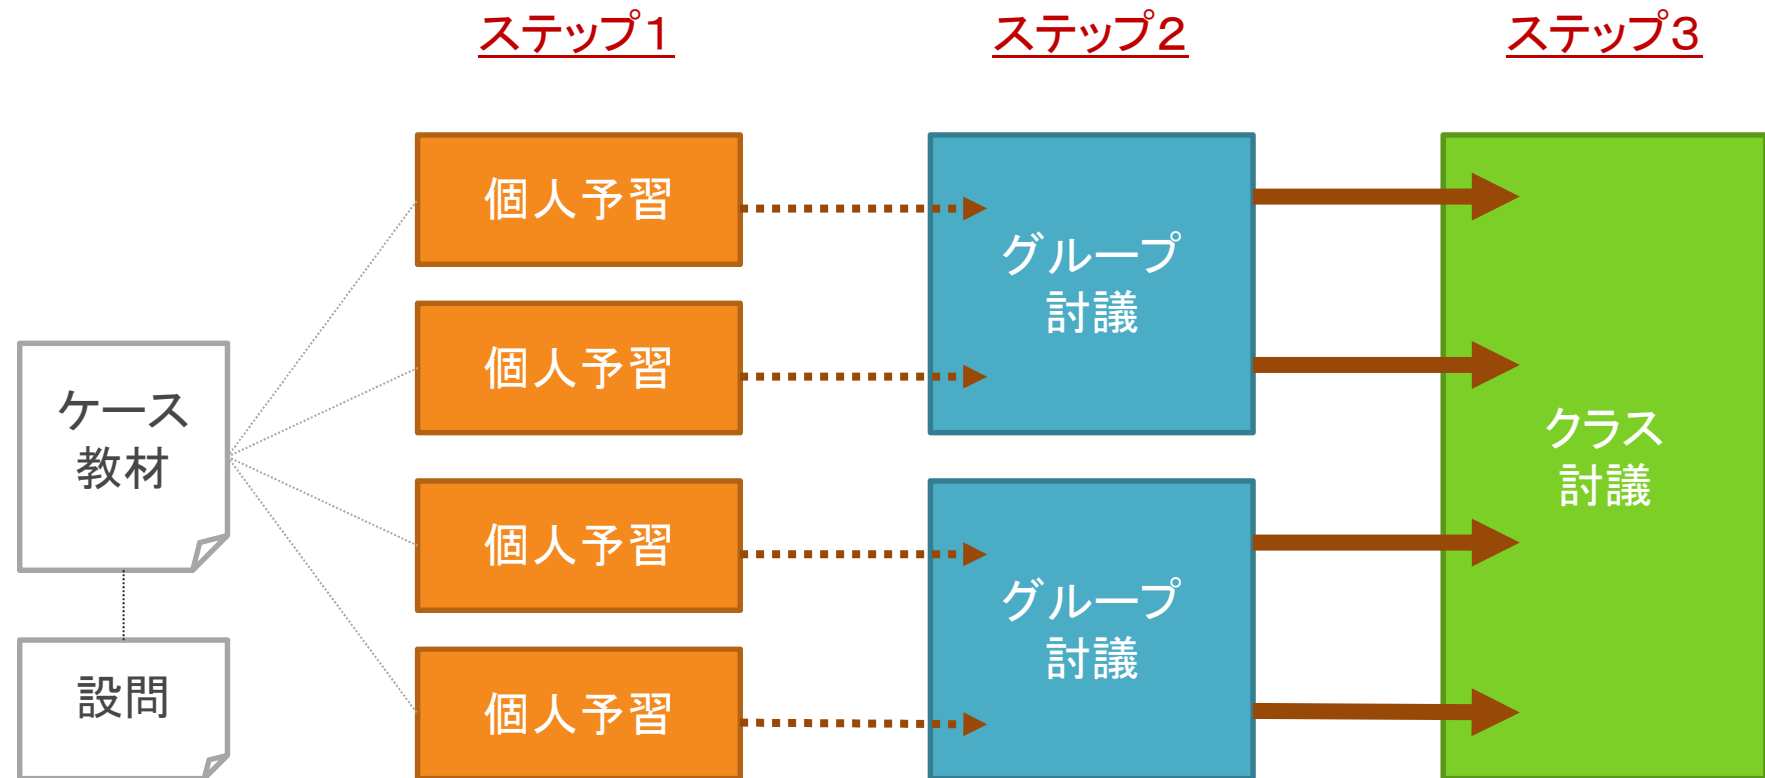 ステップ１
ステップ２
ステップ３
ケース
教材
設問
個人予習
個人予習
個人予習
個人予習
グループ
討議
グループ
討議
クラス
討議